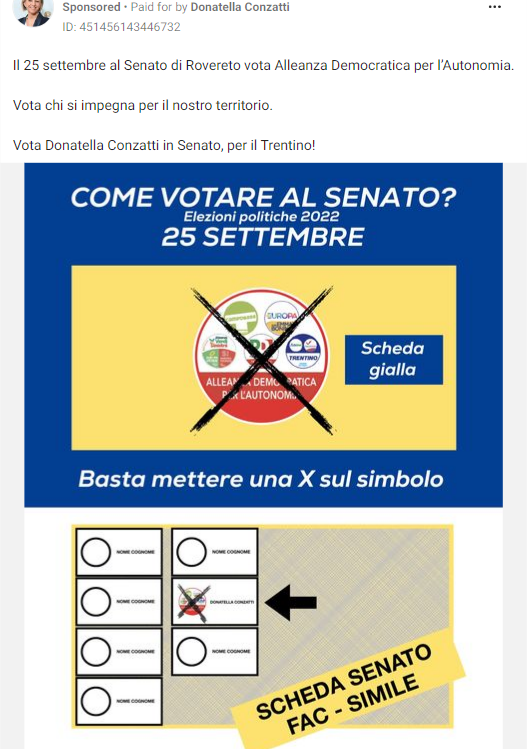 Sponsored • Paid for by Donatella Conzatti
ID: 451456143446732
Il 25 settembre al Senato di Rovereto vota Alleanza Democratica per l'Autonomia.
Vota chi si impegna per il nostro territorio.
Vota Donatella Conzatti in Senato, per il Trentino!
COME VOTARE AL SENATO?
Elezioni politiche 2022
25 SETTEMBRE
EUROPA
TRENTINO
ALLEANZA DEMOCRATICA
PER L'AUTONOMIA
Scheda
gialla
Basta mettere una X sul simbolo
NOME COGNOME
NOME COGNOME
NOME COGNOME
DONATELLA CONZATTI
NOME COGNOME
NOME COGNOME
NOME COGNOME
SCHEDA SENATO
FAC - SIMILE